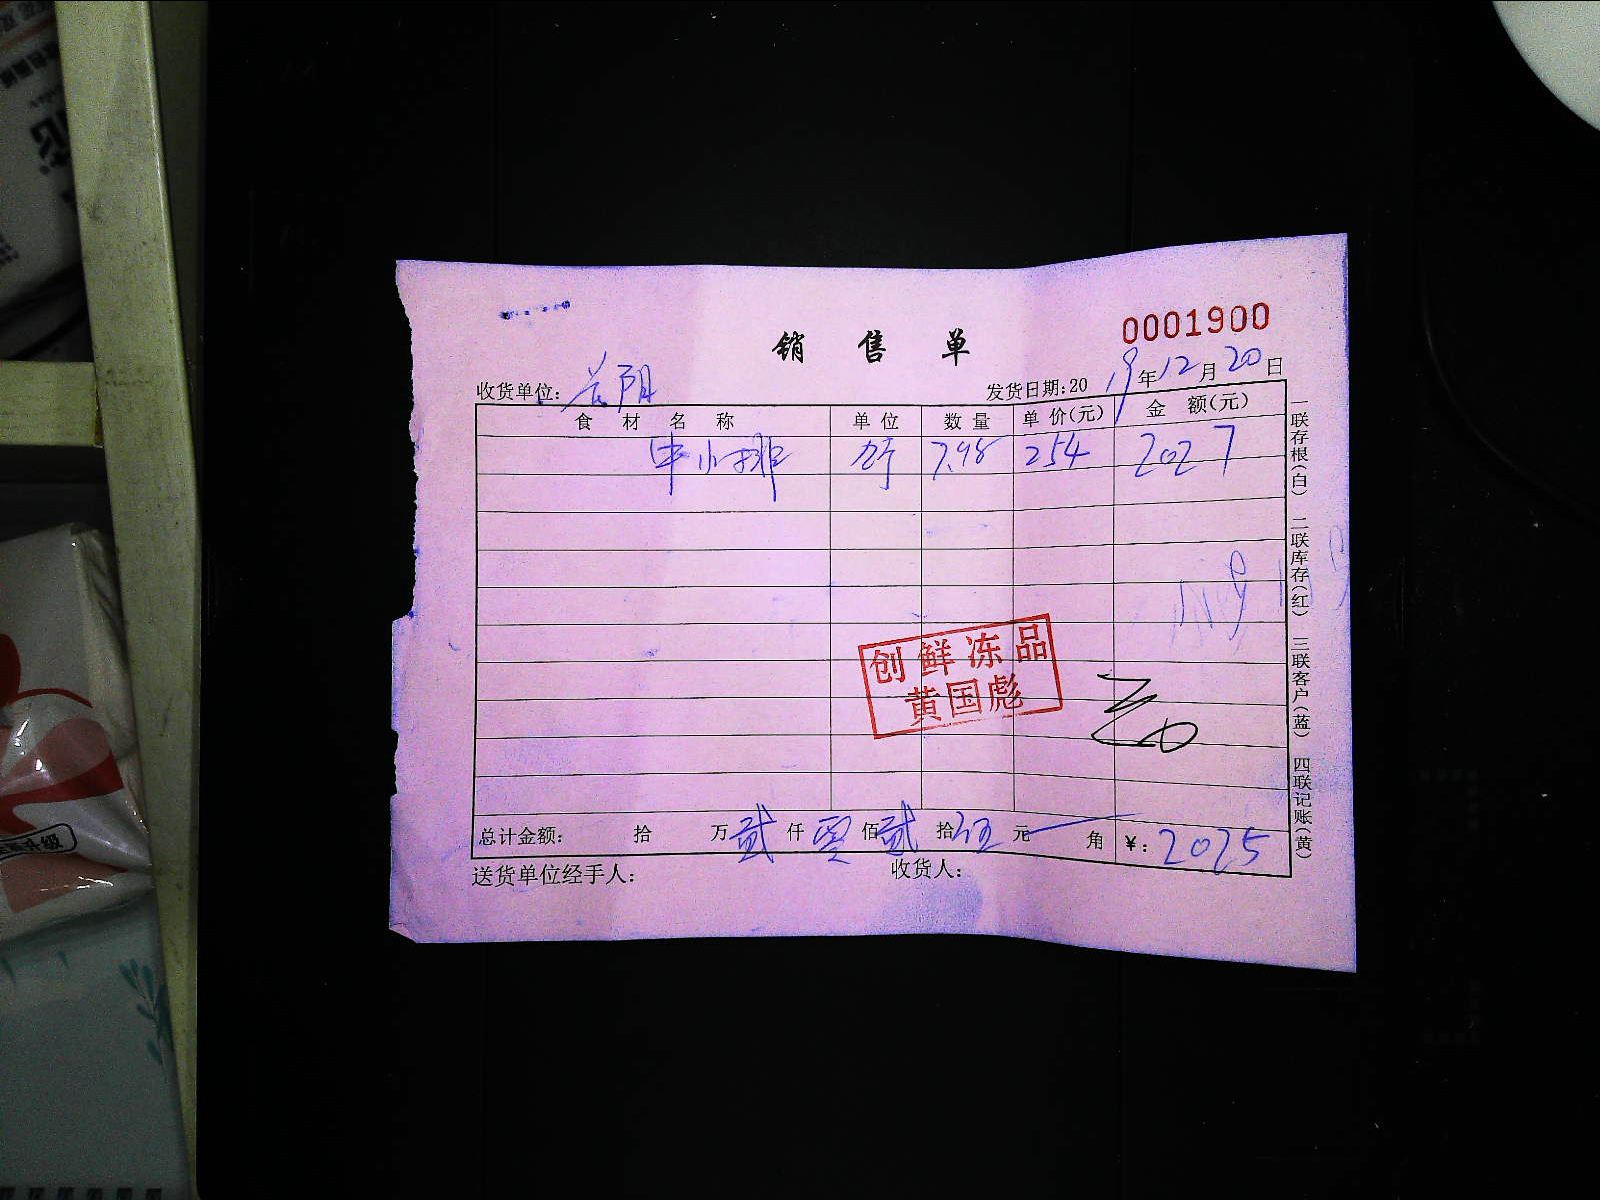 0001900
销 售 单
收货单位: 发货日期:20 19 年 12 月 20 日
食 材 名 称 单 位 数 量 单 价(元) 金 额(元)
牛小排 斤 7.98 254 2027
创鲜冻品
黄国彪
总计金额: 拾 万 贰 仟 零 佰 贰 拾 伍 元 角 ¥: 2025
送货单位经手人: 收货人:
一联存根(白) 二联库存(红) 三联客户(蓝) 四联记账(黄)